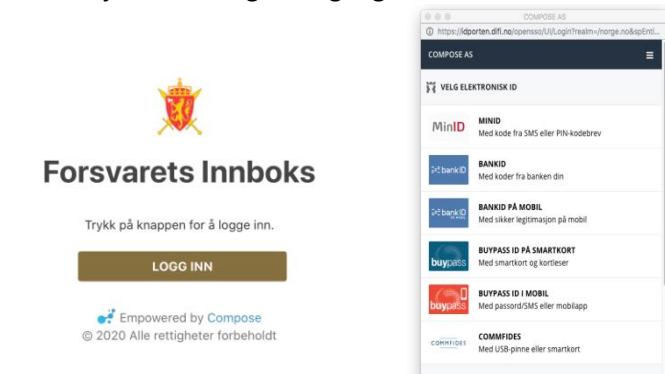 Forsvarets Innboks
Trykk på knappen for å logge inn.
LOGG INN
Empowered by Compose
© 2020 Alle rettigheter forbeholdt
COMPOSE AS
https://idporten.difi.no/opensso/UI/Login?realm=/norge.no&spEnti...
COMPOSE AS
VELG ELEKTRONISK ID
MinID
MINID
Med kode fra SMS eller PIN-kodebrev
bankID
BANKID
Med koder fra banken din
bankID
BANKID PÅ MOBIL
Med sikker legitimasjon på mobil
buypass
BUYPASS ID PÅ SMARTKORT
Med smartkort og kortleser
buypass
BUYPASS ID I MOBIL
Med passord/SMS eller mobilapp
COMMFIDES
COMMFIDES
Med USB-pinne eller smartkort